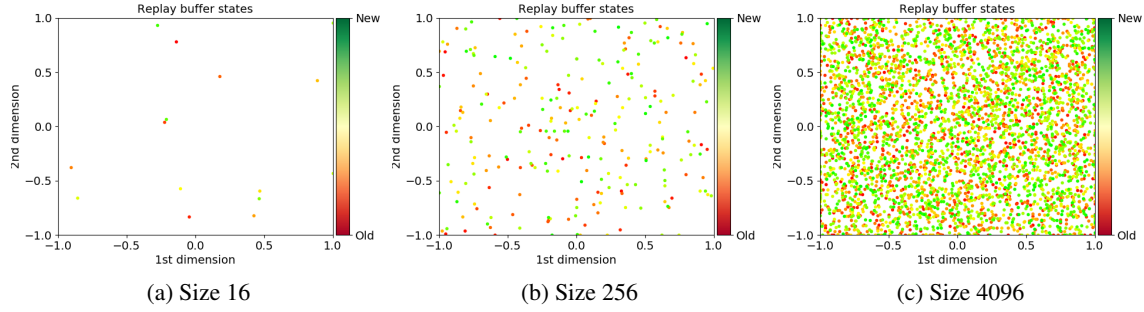 Replay buffer states
1.0
0.5
0.0
−0.5
−1.0
2nd dimension
−1.0 −0.5 0.0 0.5 1.0
1st dimension
New
Old
(a) Size 16
Replay buffer states
1.0
0.5
0.0
−0.5
−1.0
2nd dimension
−1.0 −0.5 0.0 0.5 1.0
1st dimension
New
Old
(b) Size 256
Replay buffer states
1.0
0.5
0.0
−0.5
−1.0
2nd dimension
−1.0 −0.5 0.0 0.5 1.0
1st dimension
New
Old
(c) Size 4096